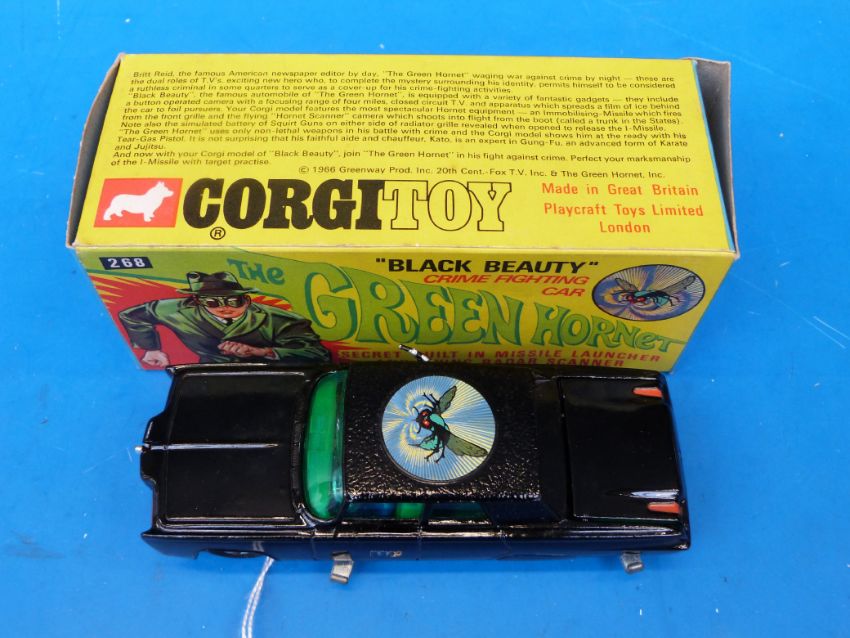 Britt Reid, the famous American newspaper editor by day, "The Green Hornet" waging war against crime by night — these are
the dual roles of T.V's. exciting new hero who, to complete the mystery surrounding his identity, permits himself to be considered
a ruthless criminal in some quarters to serve as a cover-up for his crime-fighting activities.
"Black Beauty", the famous automobile of "The Green Hornet", is equipped with a variety of fantastic gadgets — they include
a button operated camera with a focusing range of four miles, closed circuit T.V. and apparatus which spreads a film of ice behind
the car to foil pursuers. Your Corgi model features the most spectacular Hornet equipment — an Immobilising-Missile which fires
from the front grille and the flying "Hornet Scanner" camera which shoots into flight from the boot (called a trunk in the States).
Note also the simulated battery of Squirt Guns on either side of radiator grille revealed when opened to release the I-Missile.
"The Green Hornet" uses only non-lethal weapons in his battle with crime and the Corgi model shows him at the ready with his
Tear-Gas Pistol. It is not surprising that his faithful aide and chauffeur, Kato, is an expert in Gung-Fu, an advanced form of Karate
and Jujitsu.
And now with your Corgi model of "Black Beauty", join "The Green Hornet" in his fight against crime. Perfect your marksmanship
of the I-Missile with target practise.
© 1966 Greenway Prod. Inc. 20th Cent.-Fox T.V. Inc. & The Green Hornet, Inc.
CORGI TOY
®
Made in Great Britain
Playcraft Toys Limited
London
268
"BLACK BEAUTY"
CRIME FIGHTING
CAR
THE
GREEN HORNET
SECRET BUILT IN MISSILE LAUNCHER
RADAR SCANNER